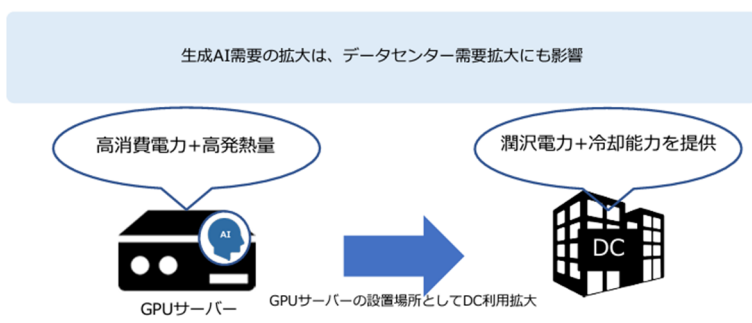 生成AI需要の拡大は、データセンター需要拡大にも影響
高消費電力+高発熱量
潤沢電力+冷却能力を提供
AI
DC
GPUサーバーの設置場所としてDC利用拡大
GPUサーバー